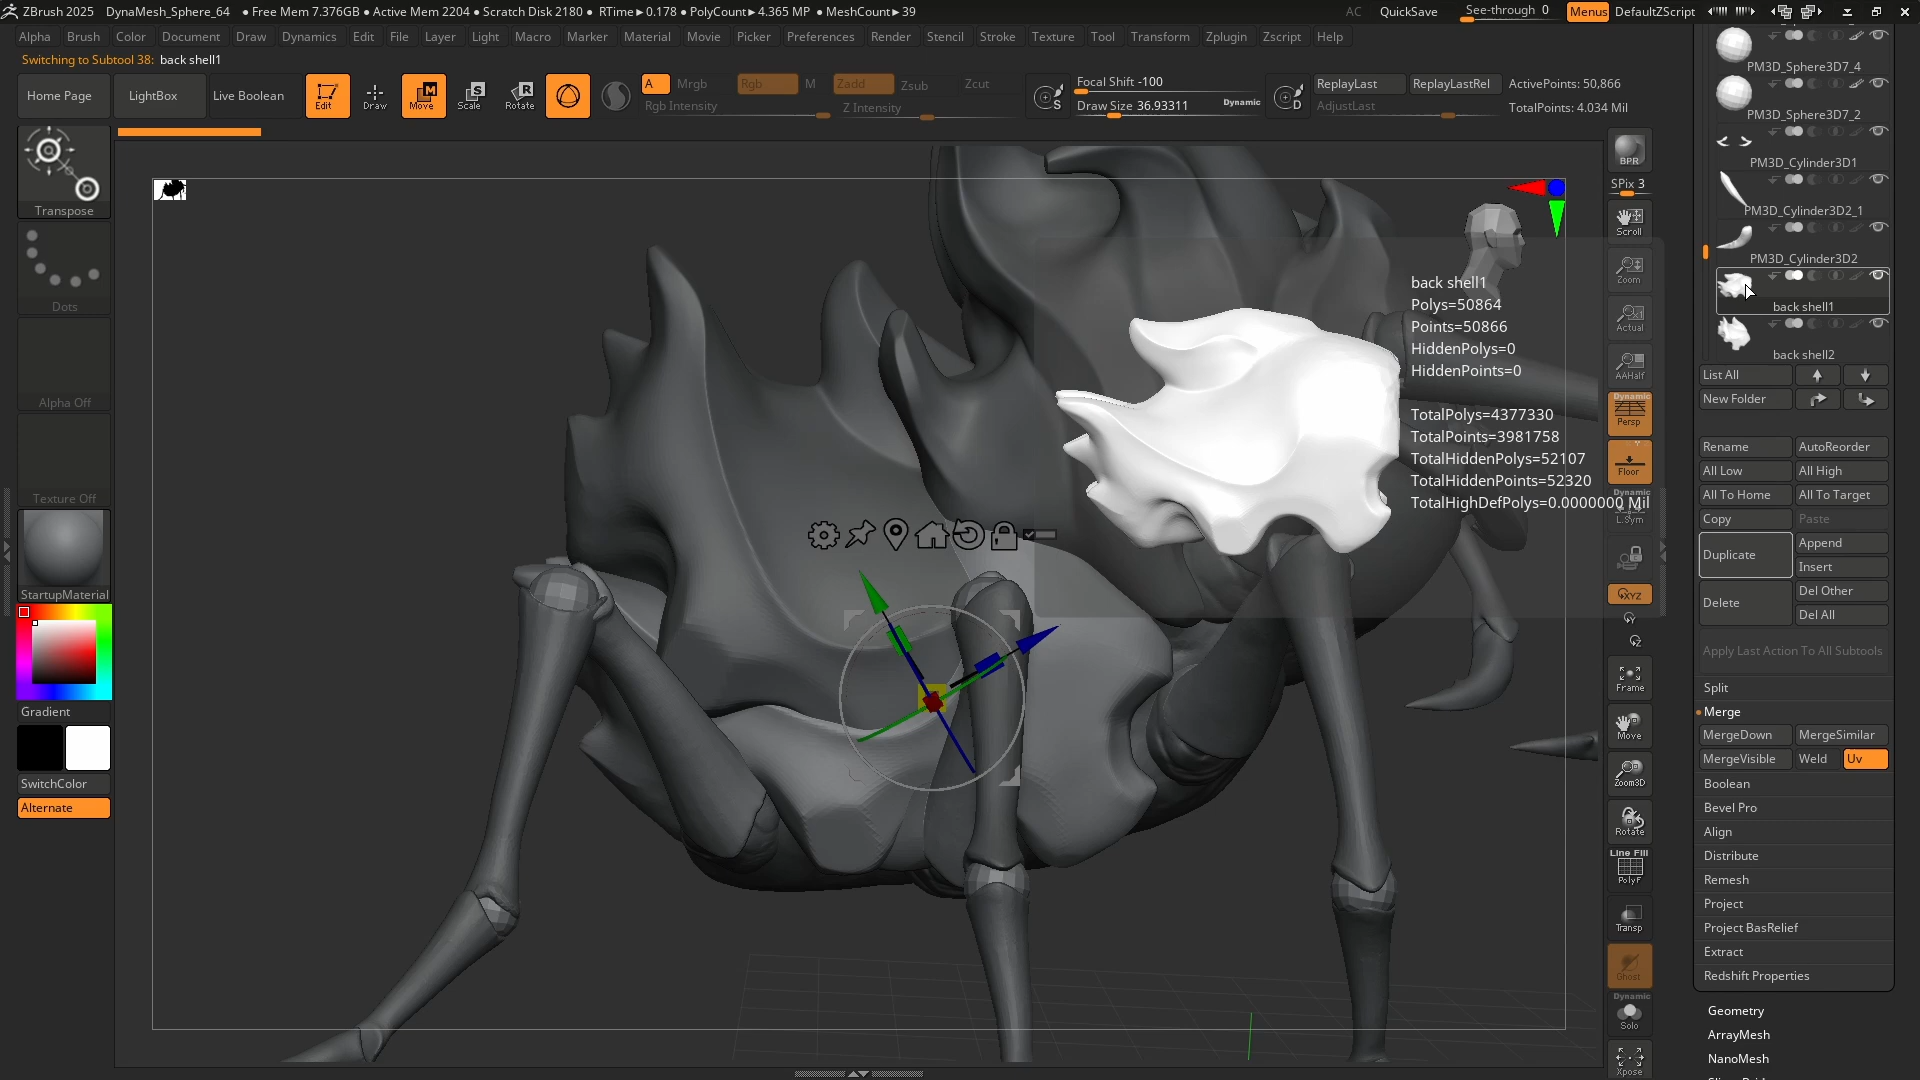 ZBrush 2025 DynaMesh_Sphere_64 ● Free Mem 7.376GB ● Active Mem 2204 ● Scratch Disk 2180 ● RTime►0.178 ● PolyCount►4.365 MP ● MeshCount►39
AC QuickSave See-through 0 Menus DefaultZScript
Alpha Brush Color Document Draw Dynamics Edit File Layer Light Macro Marker Material Movie Picker Preferences Render Stencil Stroke Texture Tool Transform Zplugin Zscript Help
Switching to Subtool 38: back shell1
Home Page LightBox Live Boolean
Edit Draw Move Scale Rotate
A Mrgb Rgb M Zadd Zsub Zcut
Rgb Intensity Z Intensity
S
Focal Shift -100
Draw Size 36.93311 Dynamic
D
ReplayLast ReplayLastRel
AdjustLast
ActivePoints: 50,866
TotalPoints: 4.034 Mil
Transpose
Dots
Alpha Off
Texture Off
StartupMaterial
Gradient
SwitchColor
Alternate
back shell1
Polys=50864
Points=50866
HiddenPolys=0
HiddenPoints=0
TotalPolys=4377330
TotalPoints=3981758
TotalHiddenPolys=52107
TotalHiddenPoints=52320
TotalHighDefPolys=0.0000000 Mil
BPR
SPix 3
Scroll
Zoom
Actual
AAHalf
Dynamic
Persp
Floor
Dynamic
L.Sym
XYZ
Y
Z
Frame
Move
Zoom3D
Rotate
Line Fill
PolyF
Transp
Ghost
Dynamic
Solo
Xpose
PM3D_Sphere3D7_4
PM3D_Sphere3D7_2
PM3D_Cylinder3D1
PM3D_Cylinder3D2_1
PM3D_Cylinder3D2
back shell1
back shell2
List All
New Folder
Rename AutoReorder
All Low All High
All To Home All To Target
Copy Paste
Duplicate Append
Insert
Delete Del Other
Del All
Apply Last Action To All Subtools
Split
Merge
MergeDown MergeSimilar
MergeVisible Weld Uv
Boolean
Bevel Pro
Align
Distribute
Remesh
Project
Project BasRelief
Extract
Redshift Properties
Geometry
ArrayMesh
NanoMesh